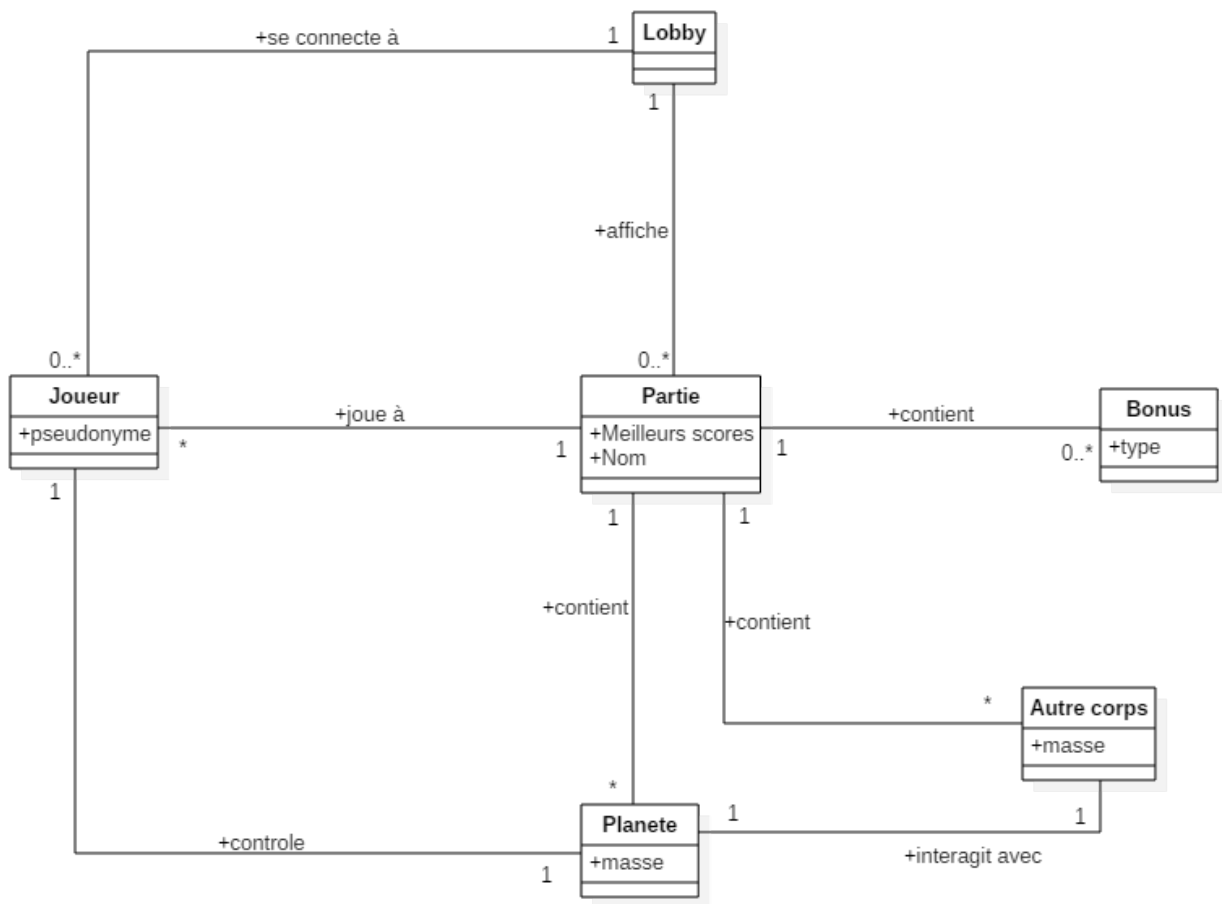 Lobby
+se connecte à
1
1
+affiche
0..*
0..*
Joueur
+pseudonyme
*
1
+joue à
1
Partie
+Meilleurs scores
+Nom
1
1
1
+contient
0..*
Bonus
+type
+contient
+contient
*
*
Autre corps
+masse
Planete
+masse
1
1
+interagit avec
+controle
1